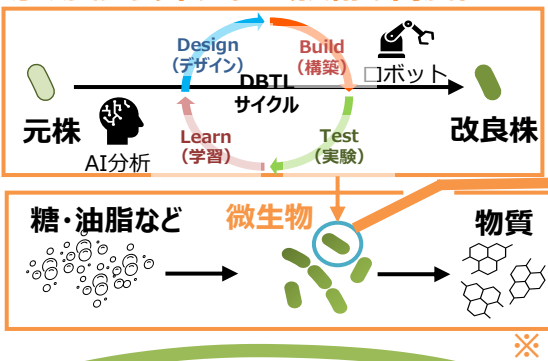 Design
（デザイン）
Build
（構築）
ロボット
DBTL
サイクル
元株
改良株
AI分析
Learn
（学習）
Test
（実験）
糖・油脂など
微生物
物質
※